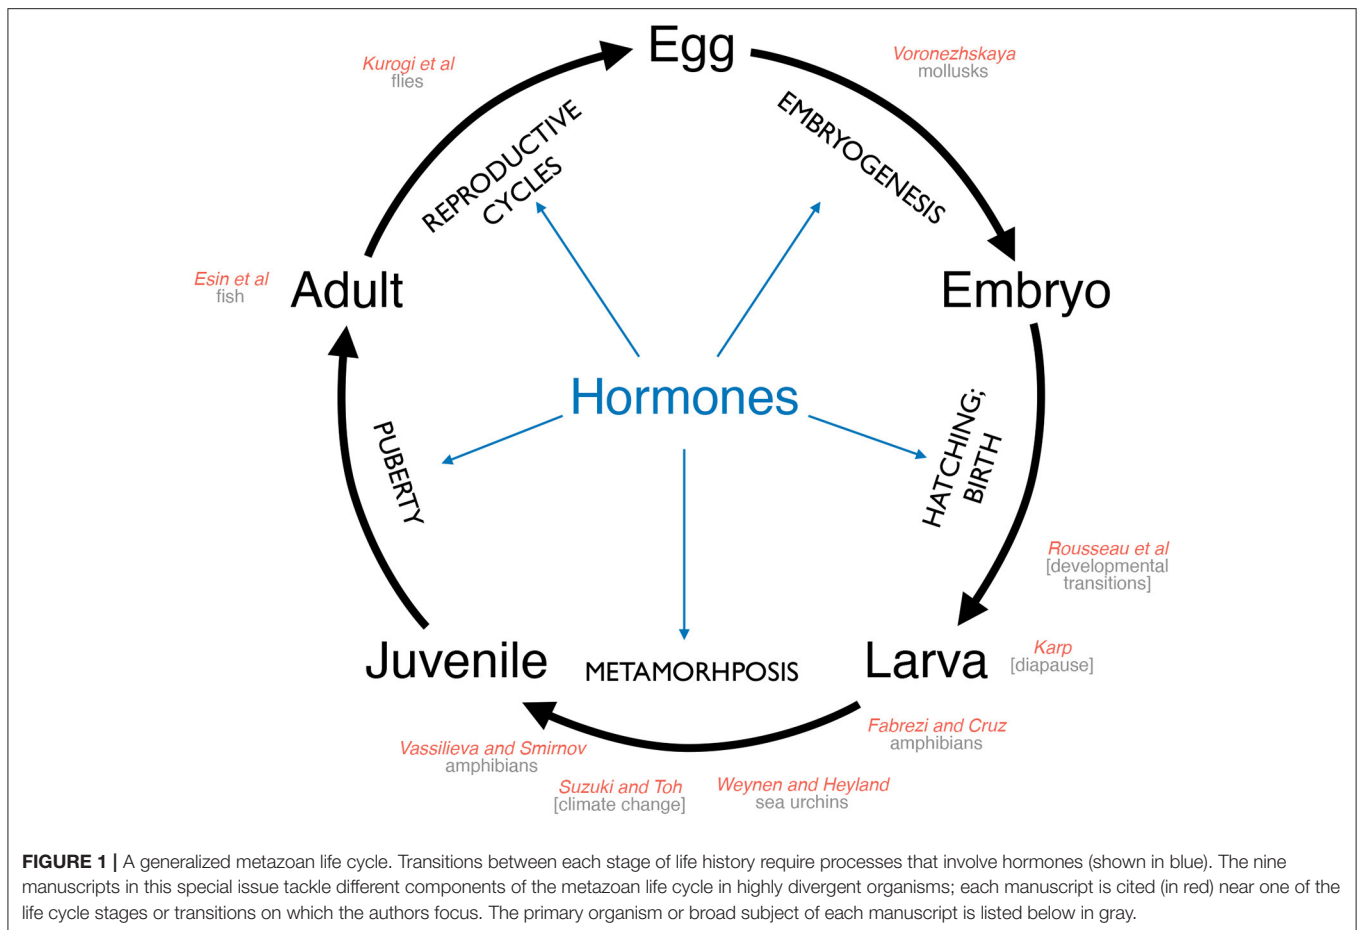 Egg
Kurogi et al
flies
Voronezhskaya
mollusks
REPRODUCTIVE
CYCLES
EMBRYOGENESIS
Esin et al
fish
Adult
Embryo
Hormones
PUBERTY
HATCHING;
BIRTH
Rousseau et al
[developmental
transitions]
Juvenile
METAMORHPOSIS
Larva
Karp
[diapause]
Fabrezi and Cruz
amphibians
Vassilieva and Smirnov
amphibians
Suzuki and Toh
[climate change]
Weynen and Heyland
sea urchins
FIGURE 1 | A generalized metazoan life cycle. Transitions between each stage of life history require processes that involve hormones (shown in blue). The nine
manuscripts in this special issue tackle different components of the metazoan life cycle in highly divergent organisms; each manuscript is cited (in red) near one of the
life cycle stages or transitions on which the authors focus. The primary organism or broad subject of each manuscript is listed below in gray.